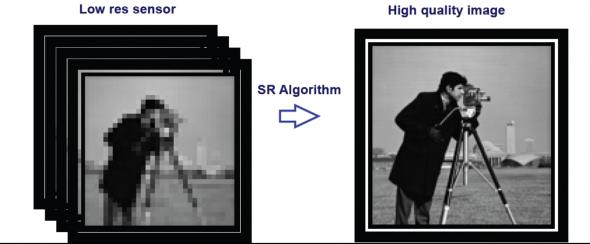 Low res sensor
High quality image
SR Algorithm